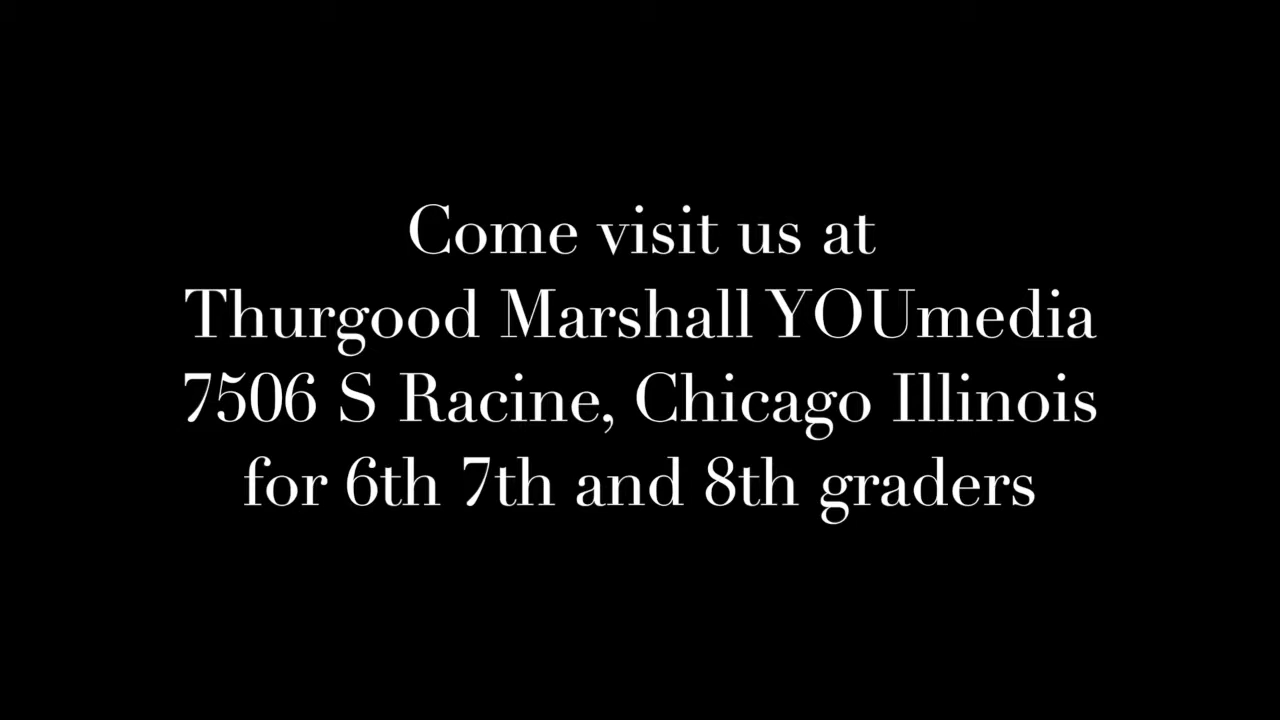 Come visit us at
Thurgood Marshall YOUmedia
7506 S Racine, Chicago Illinois
for 6th 7th and 8th graders